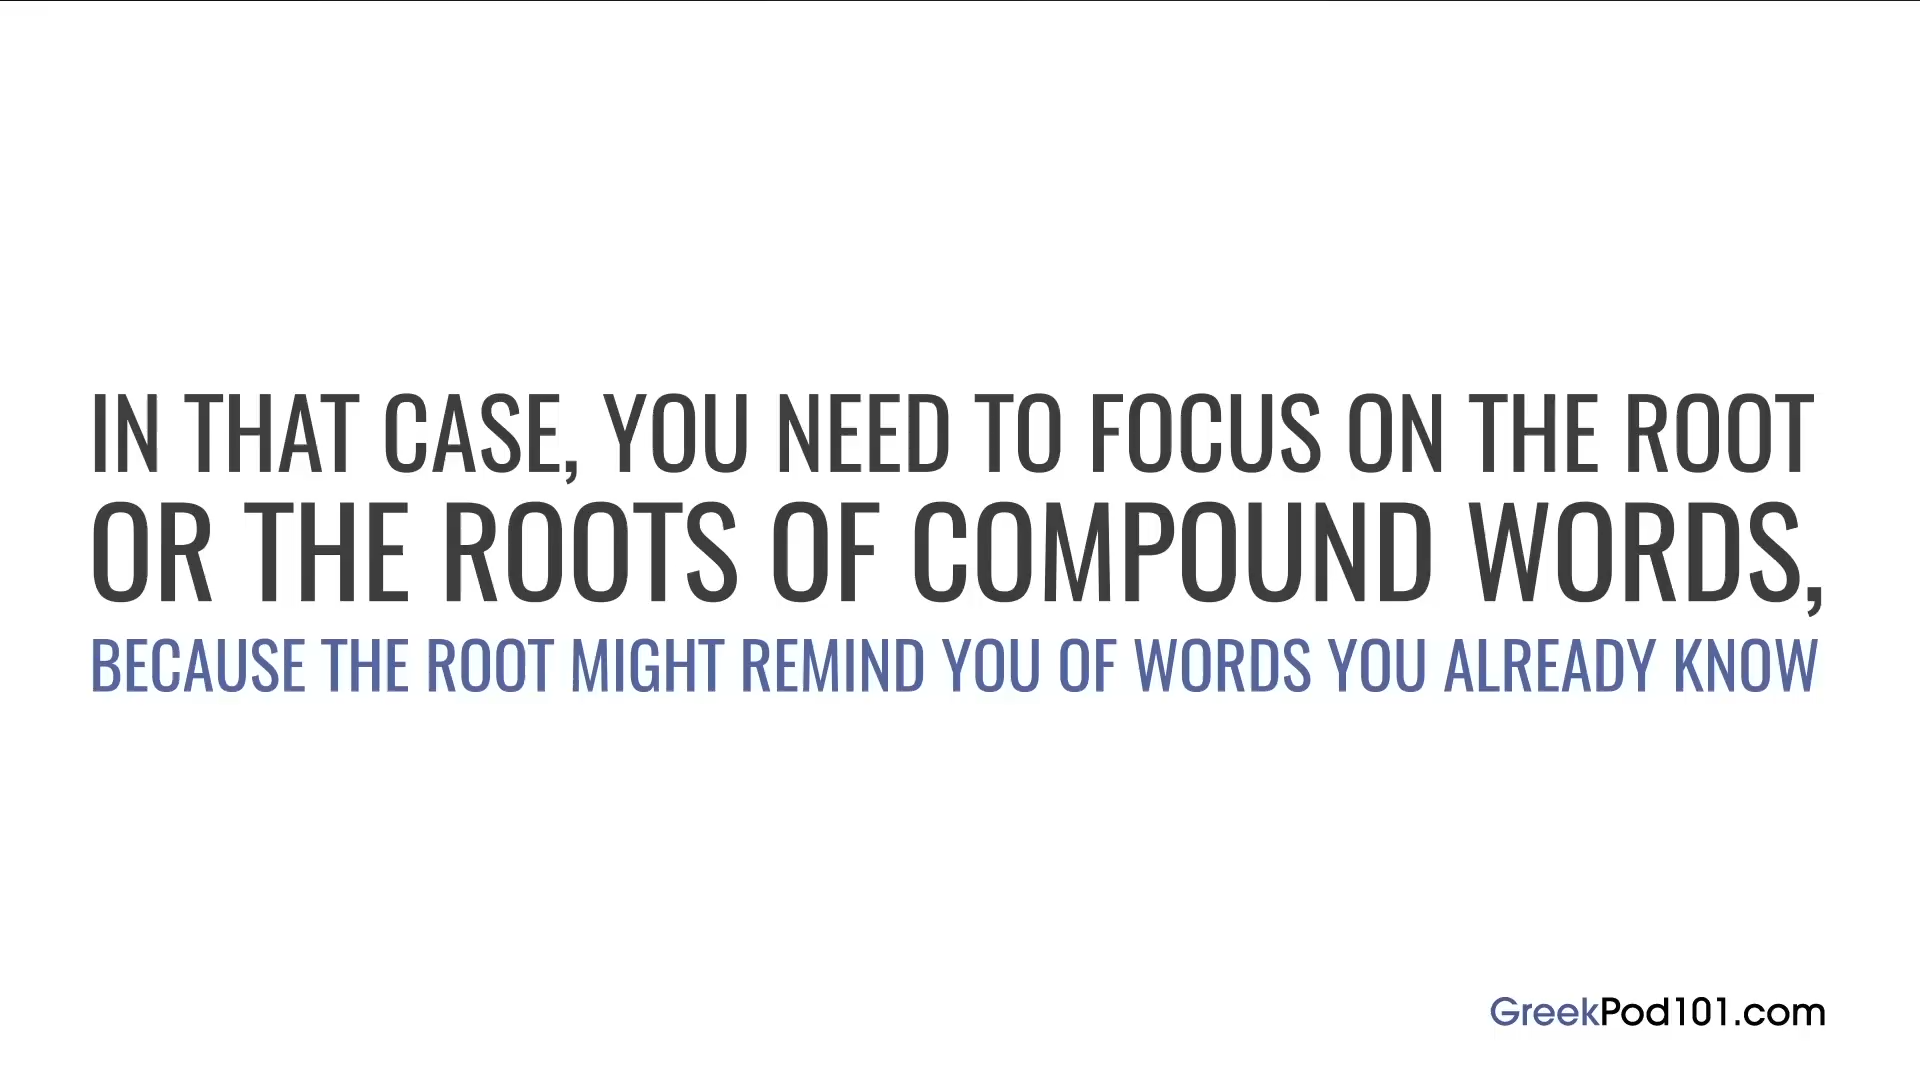 IN THAT CASE, YOU NEED TO FOCUS ON THE ROOT
OR THE ROOTS OF COMPOUND WORDS,
BECAUSE THE ROOT MIGHT REMIND YOU OF WORDS YOU ALREADY KNOW
GreekPod101.com